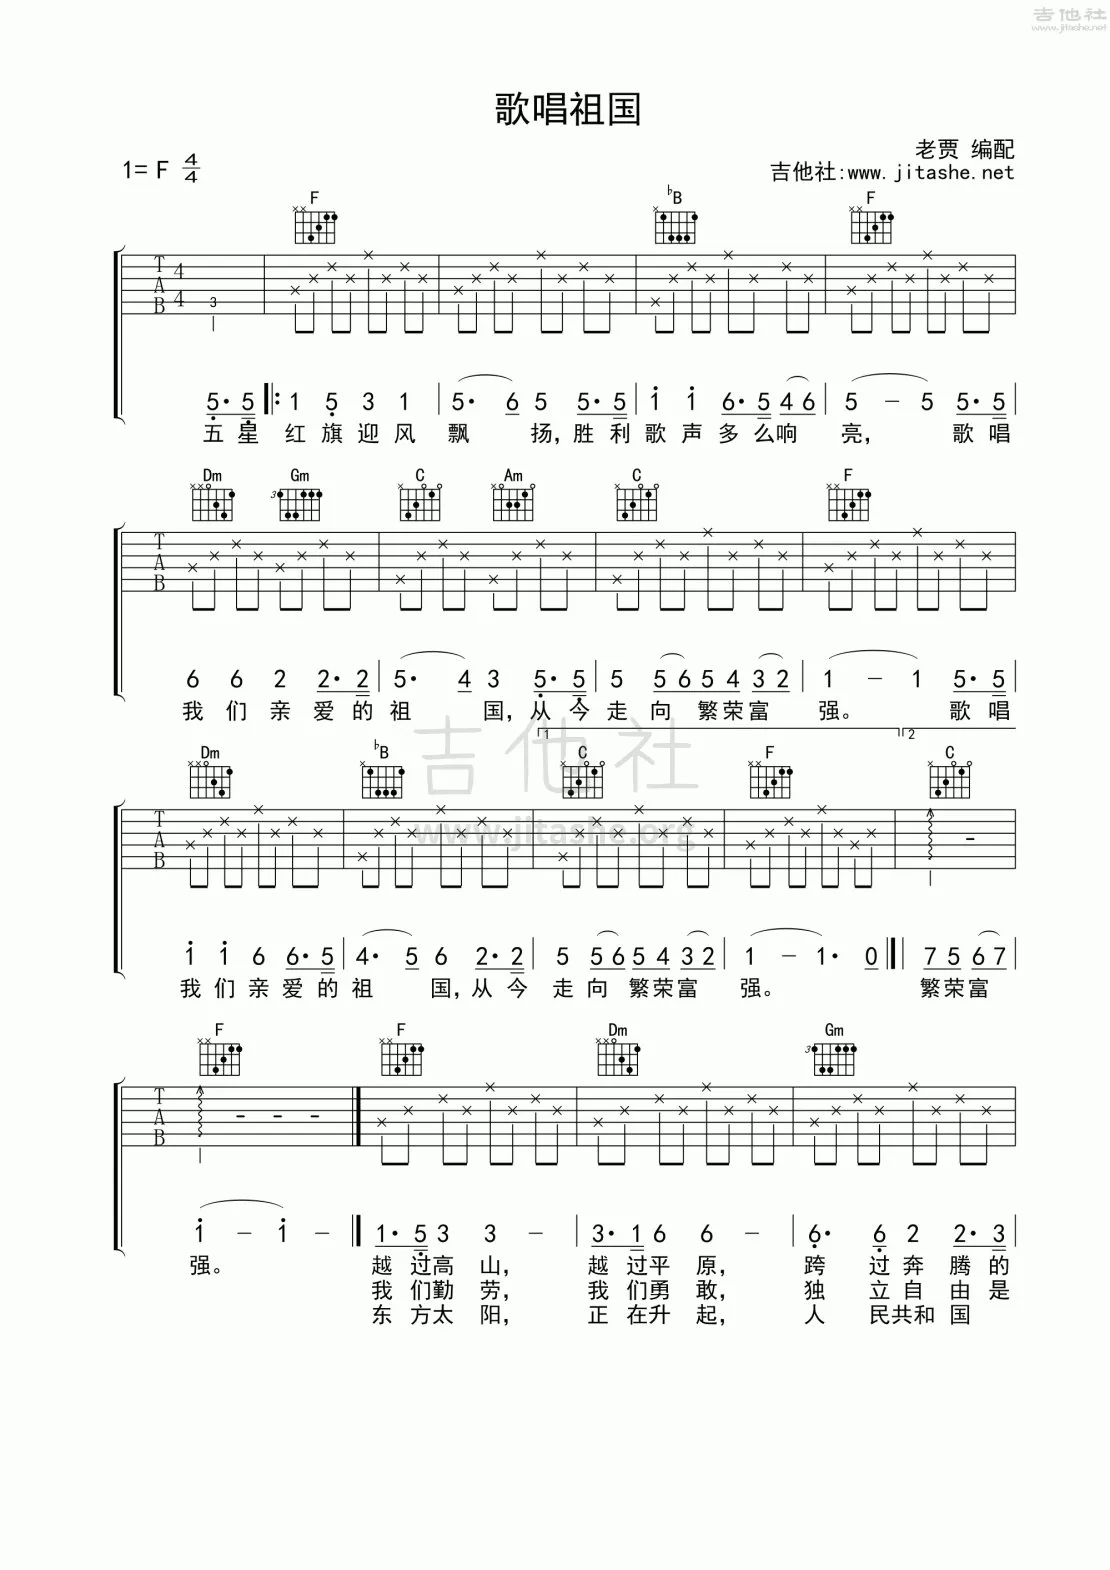 吉他社
www.jitashe.net
歌唱祖国
老贾 编配
1= F 4/4
吉他社:www.jitashe.net
F ♭B F
T A B 4 4 3
5· 5 |: 1 5 3 1 | 5· 6 5 5· 5 | 1 1 6· 5 4 6 | 5 － 5 5· 5 |
五 星 红 旗 迎 风 飘 扬,胜 利 歌 声 多 么 响 亮, 歌 唱
Dm Gm C Am C F
3
T A B
6 6 2 2· 2 | 5· 4 3 5· 5 | 5 5 6 5 4 3 2 | 1 － 1 5· 5 |
我 们 亲 爱 的 祖 国,从 今 走 向 繁 荣 富 强。 歌 唱
吉他社
1 2
Dm ♭B C F C
T A B -
www.jitashe.org
1 1 6 6· 5 | 4· 5 6 2· 2 | 5 5 6 5 4 3 2 | 1 － 1· 0 :| 7 5 6 7
我 们 亲 爱 的 祖 国,从 今 走 向 繁 荣 富 强。 繁 荣 富
F F Dm Gm
3
T A B - - -
1 － 1 － | 1· 5 3 3 － | 3· 1 6 6 － | 6· 6 2 2· 3 |
强。 越 过 高 山, 越 过 平 原, 跨 过 奔 腾 的
我 们 勤 劳, 我 们 勇 敢, 独 立 自 由 是
东 方 太 阳, 正 在 升 起, 人 民 共 和 国